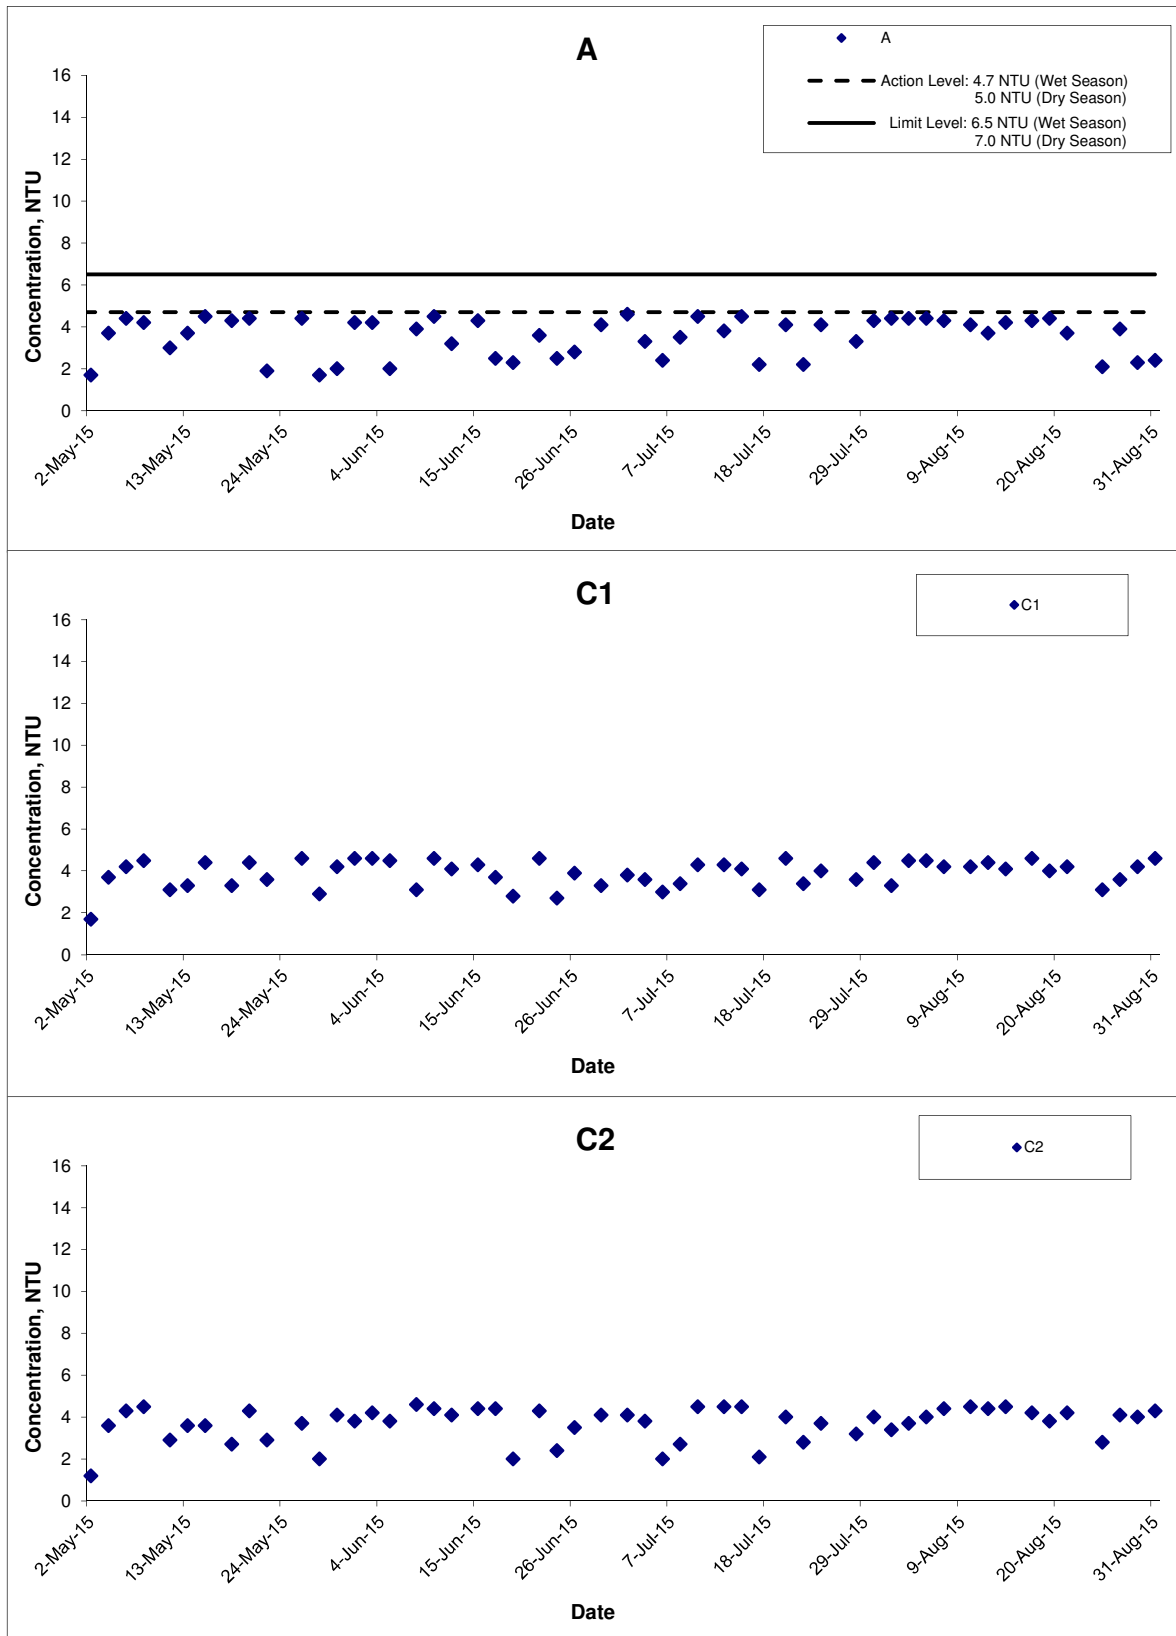 A
A
Action Level: 4.7 NTU (Wet Season)
5.0 NTU (Dry Season)
Limit Level: 6.5 NTU (Wet Season)
7.0 NTU (Dry Season)
Concentration, NTU
16
14
12
10
8
6
4
2
0
2-May-15
13-May-15
24-May-15
4-Jun-15
15-Jun-15
26-Jun-15
7-Jul-15
18-Jul-15
29-Jul-15
9-Aug-15
20-Aug-15
31-Aug-15
Date
C1
C1
Concentration, NTU
16
14
12
10
8
6
4
2
0
2-May-15
13-May-15
24-May-15
4-Jun-15
15-Jun-15
26-Jun-15
7-Jul-15
18-Jul-15
29-Jul-15
9-Aug-15
20-Aug-15
31-Aug-15
Date
C2
C2
Concentration, NTU
16
14
12
10
8
6
4
2
0
2-May-15
13-May-15
24-May-15
4-Jun-15
15-Jun-15
26-Jun-15
7-Jul-15
18-Jul-15
29-Jul-15
9-Aug-15
20-Aug-15
31-Aug-15
Date